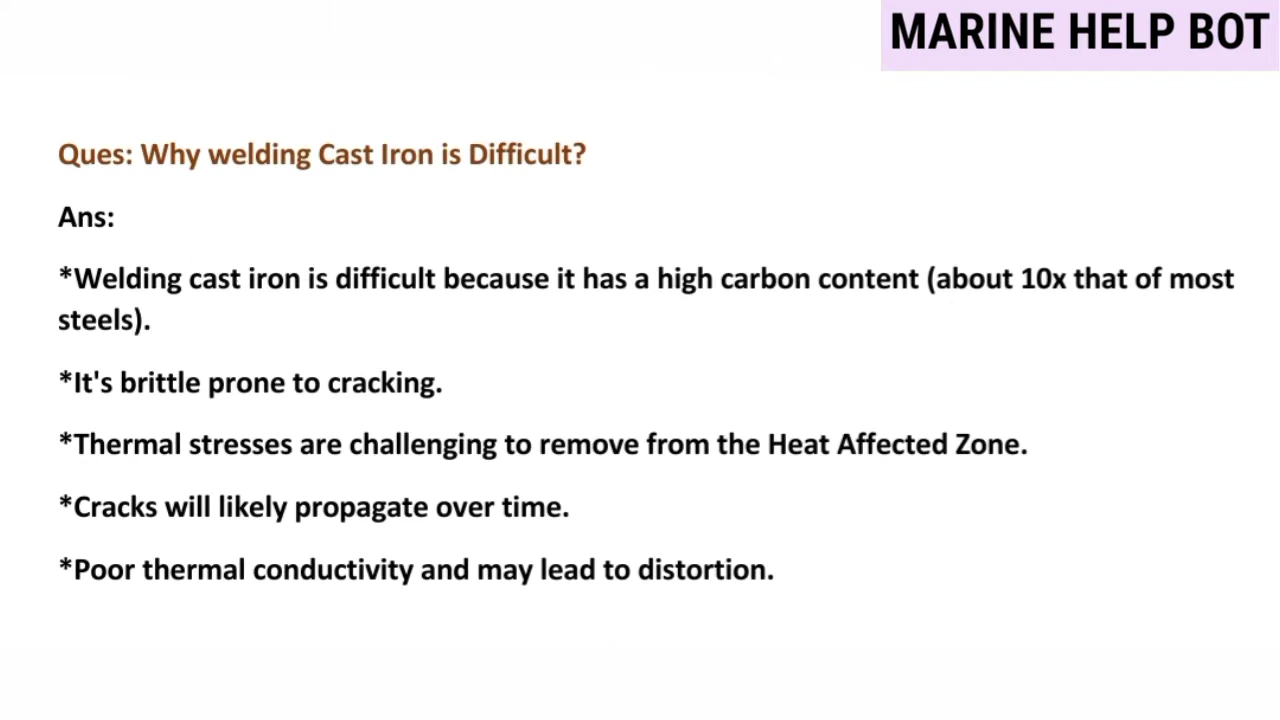 MARINE HELP BOT
Ques: Why welding Cast Iron is Difficult?
Ans:
*Welding cast iron is difficult because it has a high carbon content (about 10x that of most
steels).
*It's brittle prone to cracking.
*Thermal stresses are challenging to remove from the Heat Affected Zone.
*Cracks will likely propagate over time.
*Poor thermal conductivity and may lead to distortion.